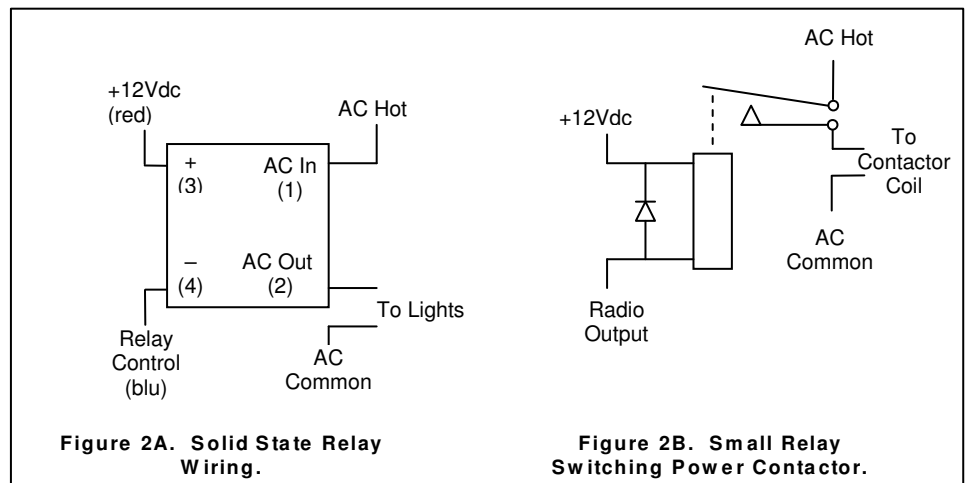 +12Vdc
(red)
AC Hot
+
(3)
AC In
(1)
–
(4)
AC Out
(2)
To Lights
Relay
Control
(blu)
AC
Common
Figure 2A. Solid State Relay
Wiring.
AC Hot
+12Vdc
To
Contactor
Coil
AC
Common
Radio
Output
Figure 2B. Small Relay
Switching Power Contactor.